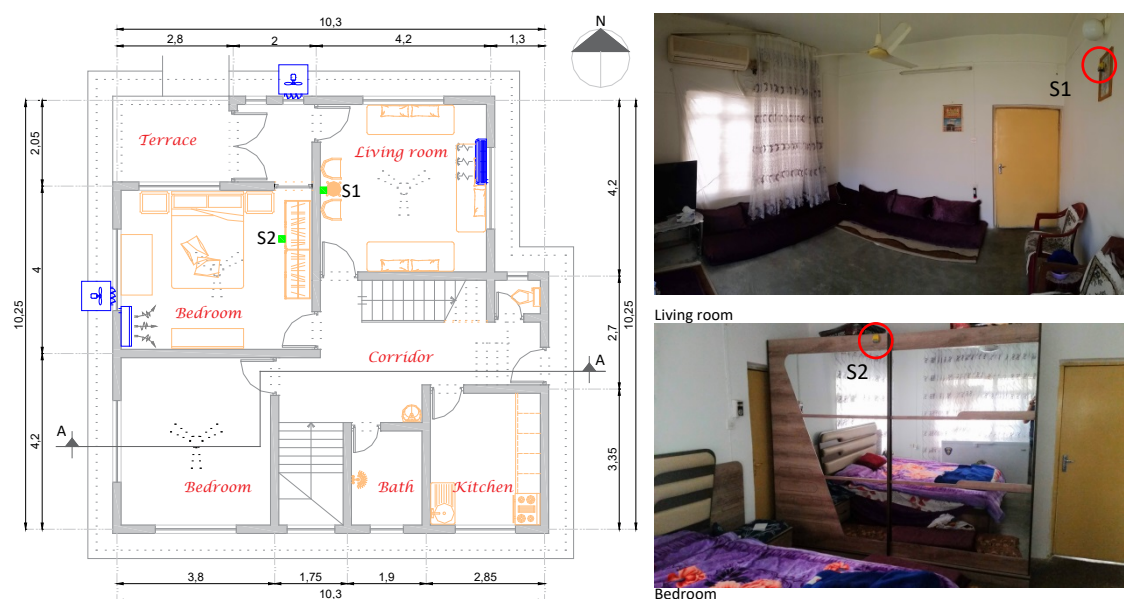 10,3
2,8
2
4,2
1,3
N
10,25
2,05
4
4,2
Terrace
Living room
S1
S2
Bedroom
Corridor
A
A
Bedroom
Bath
Kitchen
4,2
2,7
3,35
10,25
3,8
1,75
1,9
2,85
10,3
S1
Living room
S2
Bedroom